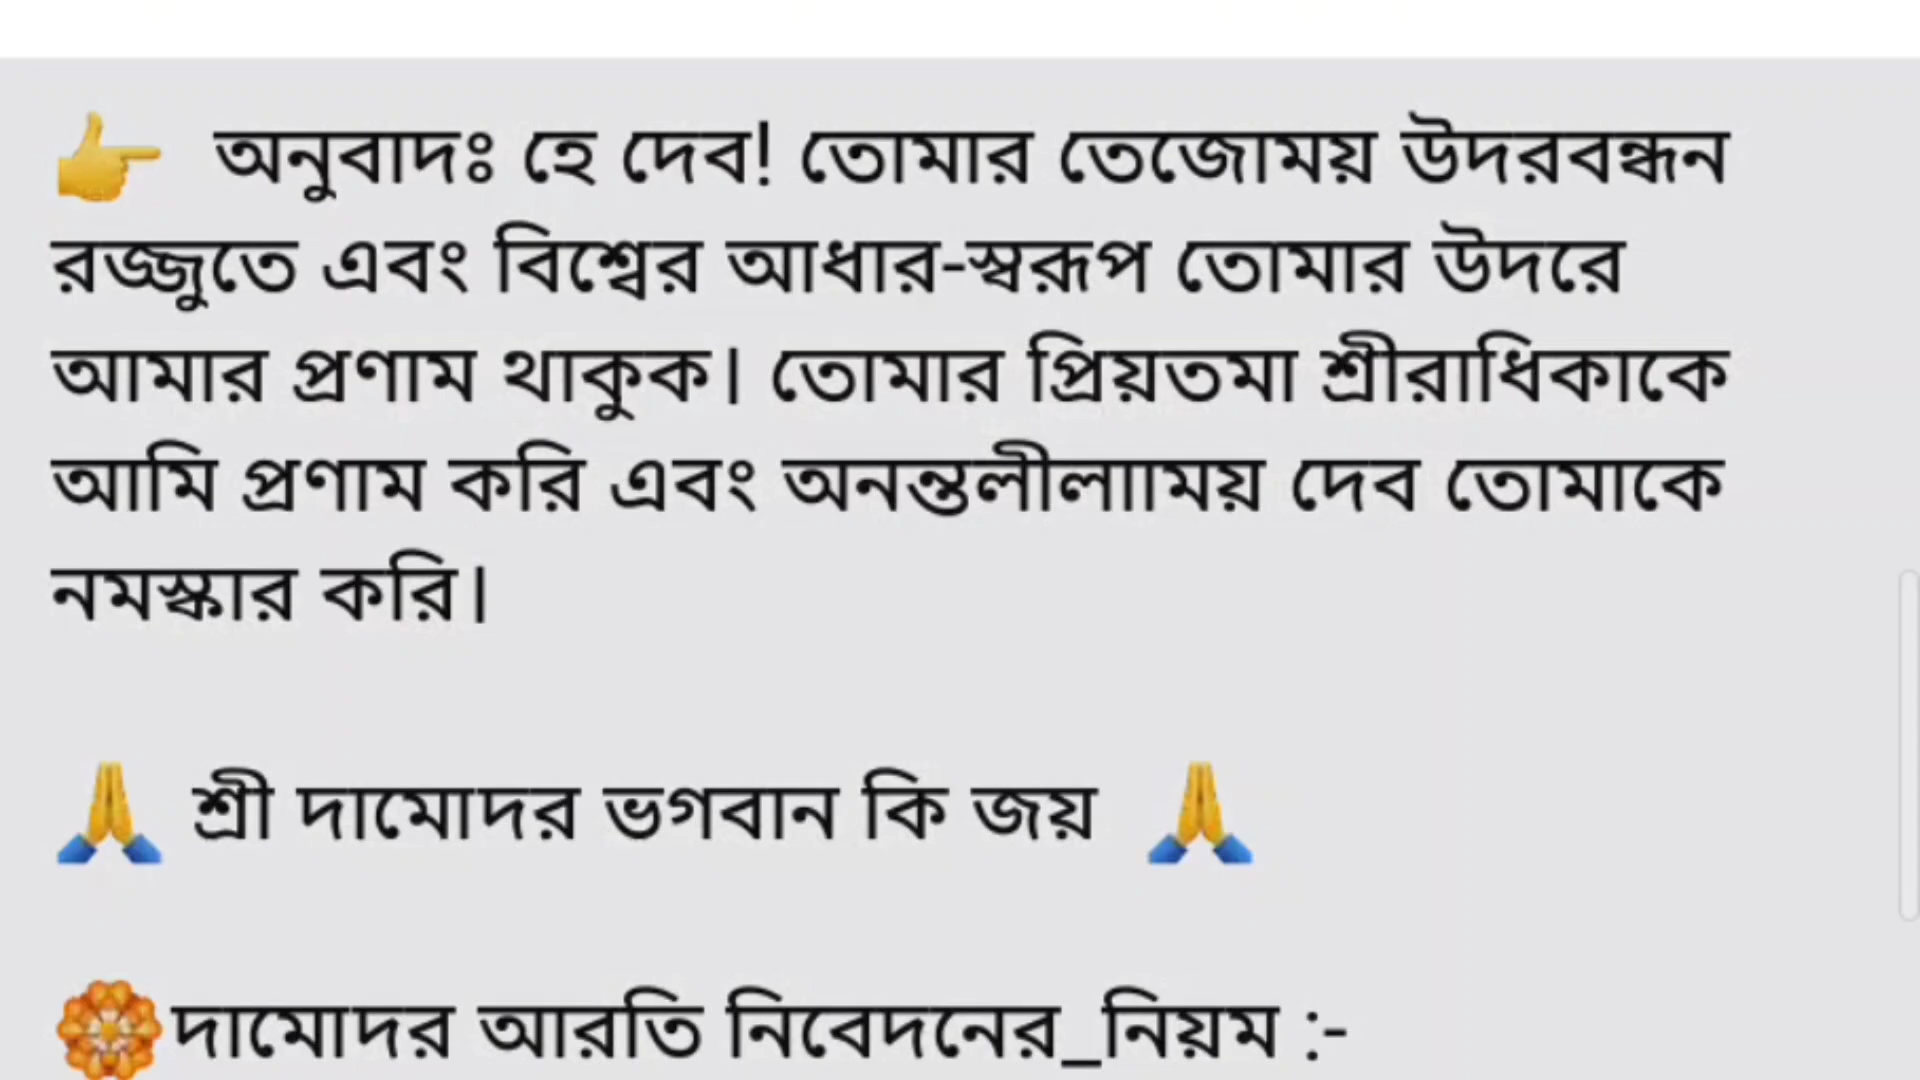 👉 অনুবাদঃ হে দেব! তোমার তেজোময় উদরবন্ধন
রজ্জুতে এবং বিশ্বের আধার-স্বরূপ তোমার উদরে
আমার প্রণাম থাকুক। তোমার প্রিয়তমা শ্রীরাধিকাকে
আমি প্রণাম করি এবং অনন্তলীলাাময় দেব তোমাকে
নমস্কার করি।
🙏 শ্রী দামোদর ভগবান কি জয় 🙏
🏵️দামোদর আরতি নিবেদনের_নিয়ম :-